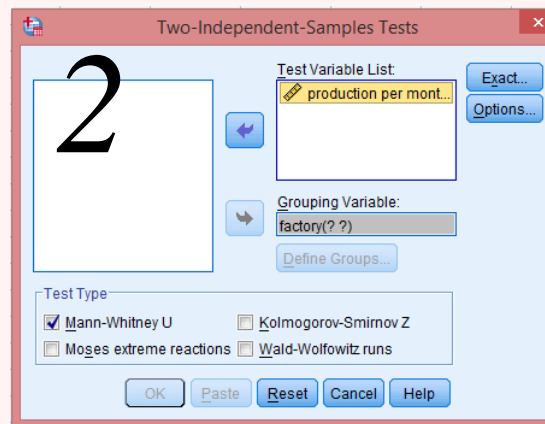 Two-Independent-Samples Tests
2
Test Variable List:
production per mont...
Exact...
Options...
Grouping Variable:
factory(? ?)
Define Groups...
Test Type
Mann-Whitney U
Kolmogorov-Smirnov Z
Moses extreme reactions
Wald-Wolfowitz runs
OK
Paste
Reset
Cancel
Help